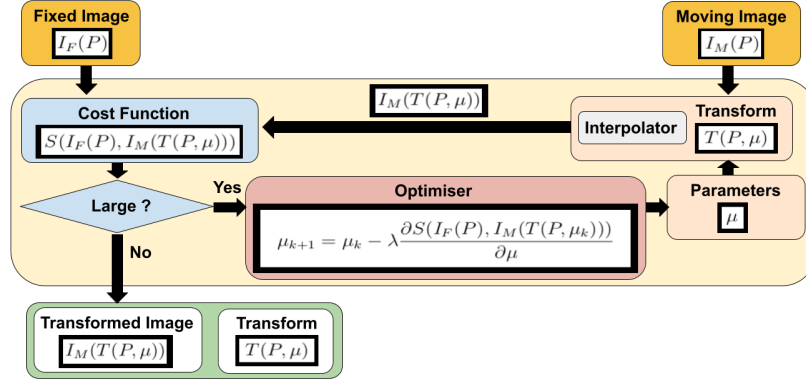 Fixed Image
I_F(P)
Moving Image
I_M(P)
I_M(T(P, μ))
Cost Function
S(I_F(P), I_M(T(P, μ)))
Interpolator
Transform
T(P, μ)
Large ?
Yes
No
Optimiser
μ_{k+1} = μ_k − λ ∂S(I_F(P), I_M(T(P, μ_k))) / ∂μ
Parameters
μ
Transformed Image
I_M(T(P, μ))
Transform
T(P, μ)